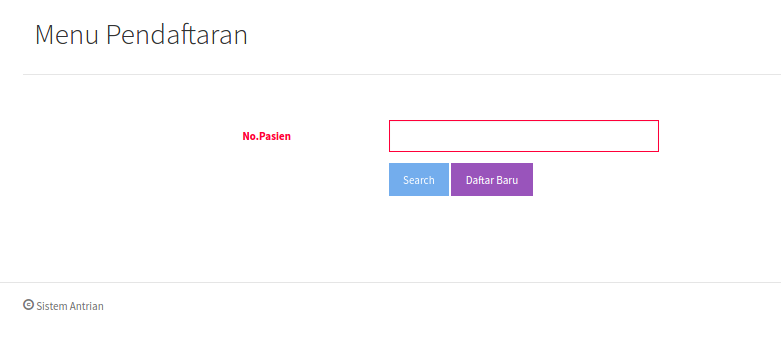 Menu Pendaftaran
No.Pasien
Search Daftar Baru
© Sistem Antrian